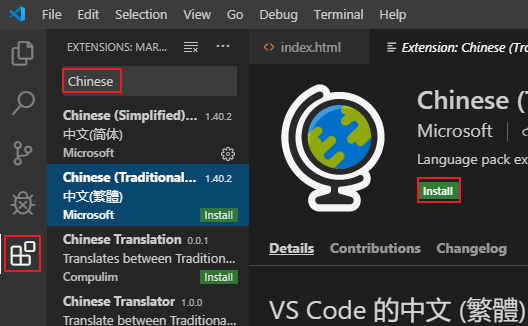 File Edit Selection View Go Debug Terminal Help
EXTENSIONS: MAR...
Chinese
Chinese (Simplified)... 1.40.2
中文(简体)
Microsoft
Chinese (Traditional... 1.40.2
中文(繁體)
Microsoft Install
Chinese Translation 0.0.1
Translates between Tradition...
Compulim Install
Chinese Translator 1.0.0
Translate between Traditiona...
index.html
Extension: Chinese (Tra
Chinese (
Microsoft
Language pack ex
Install
Details Contributions Changelog
VS Code 的中文 (繁體)